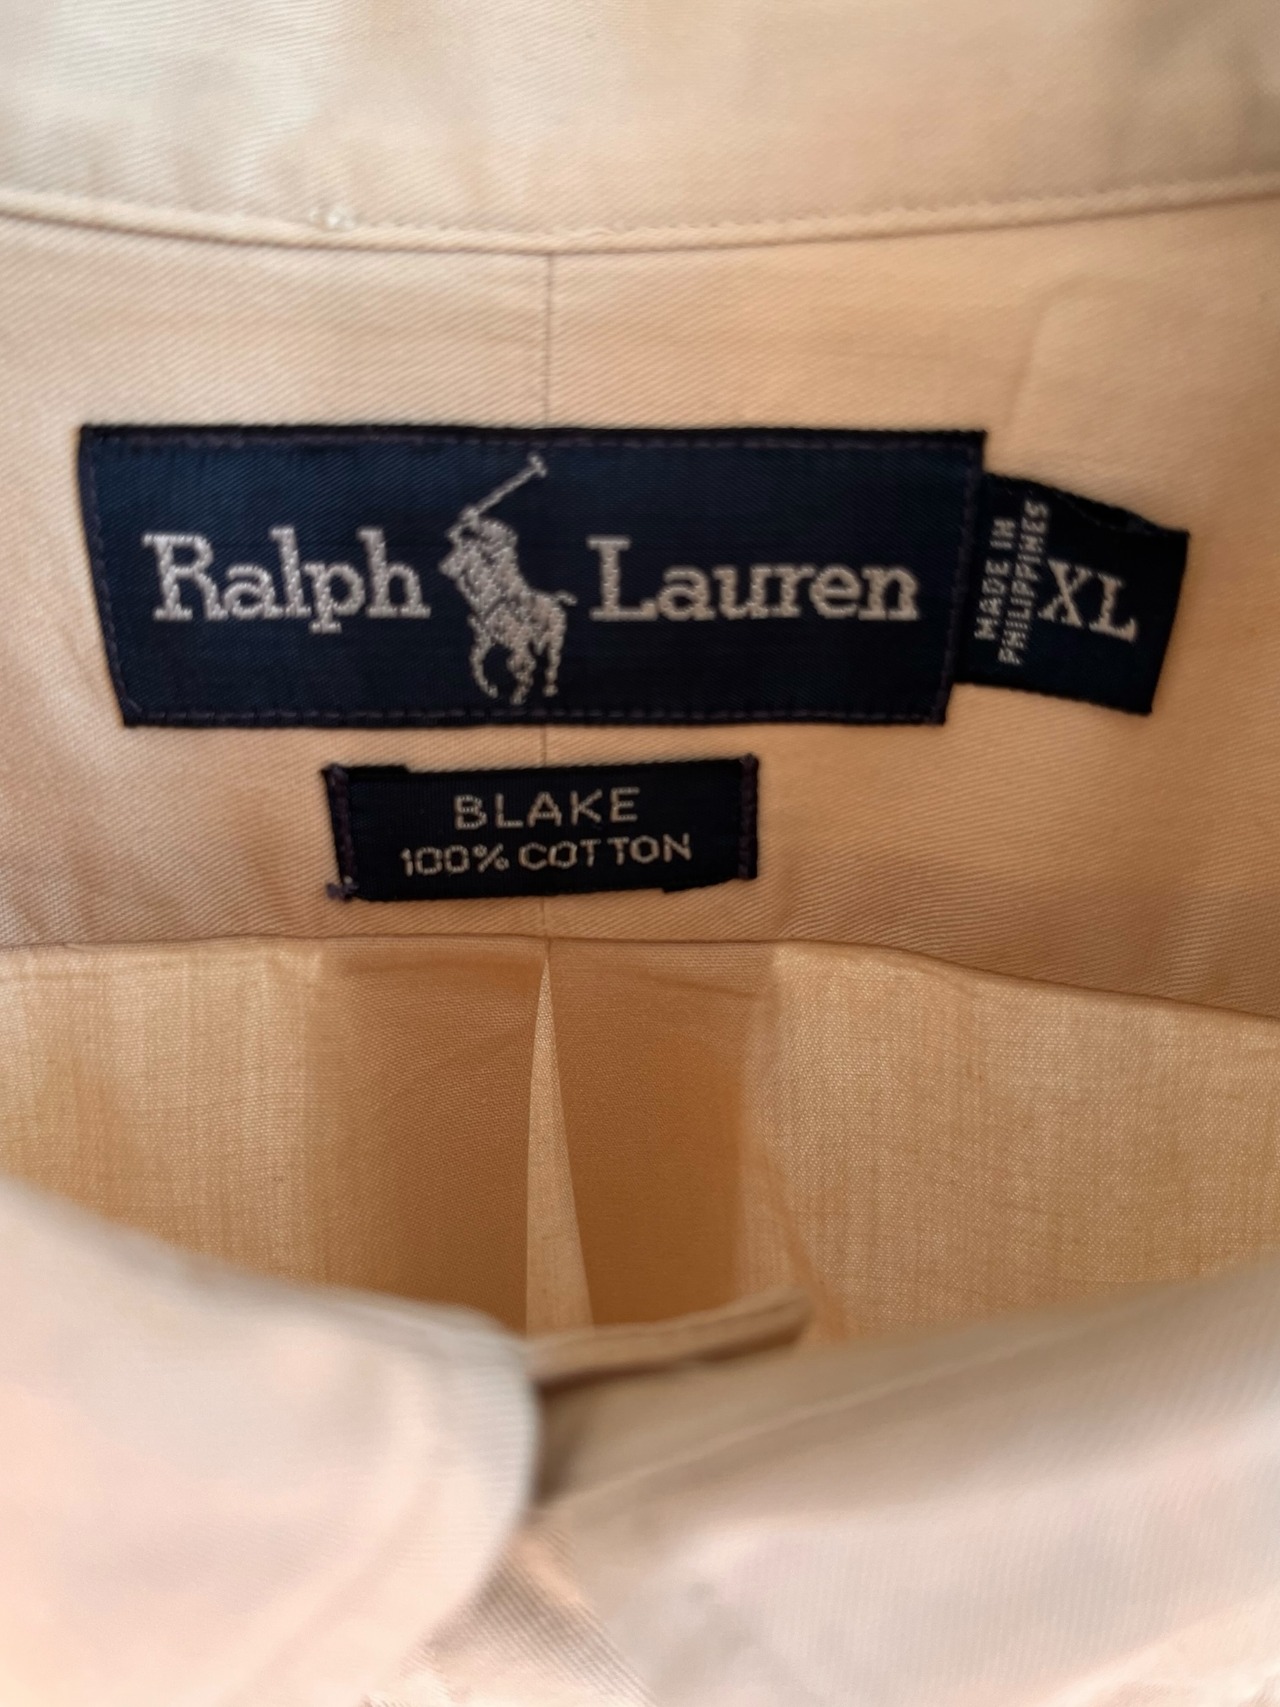 Ralph Lauren
MADE IN
PHILIPPINES
XL
BLAKE
100% COTTON